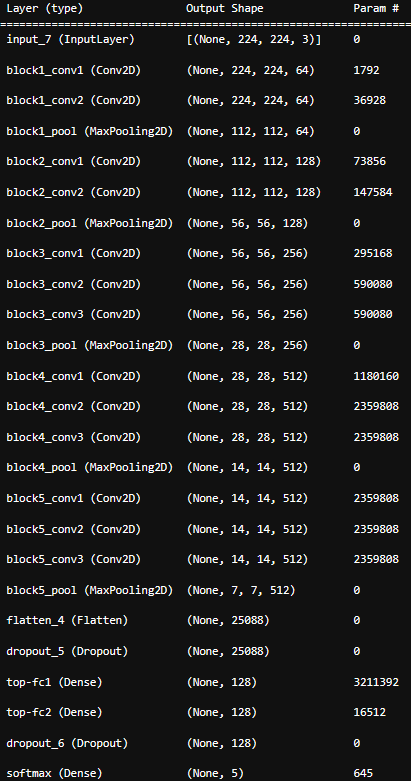 Layer (type) Output Shape Param #
=================================================================
input_7 (InputLayer) [(None, 224, 224, 3)] 0
block1_conv1 (Conv2D) (None, 224, 224, 64) 1792
block1_conv2 (Conv2D) (None, 224, 224, 64) 36928
block1_pool (MaxPooling2D) (None, 112, 112, 64) 0
block2_conv1 (Conv2D) (None, 112, 112, 128) 73856
block2_conv2 (Conv2D) (None, 112, 112, 128) 147584
block2_pool (MaxPooling2D) (None, 56, 56, 128) 0
block3_conv1 (Conv2D) (None, 56, 56, 256) 295168
block3_conv2 (Conv2D) (None, 56, 56, 256) 590080
block3_conv3 (Conv2D) (None, 56, 56, 256) 590080
block3_pool (MaxPooling2D) (None, 28, 28, 256) 0
block4_conv1 (Conv2D) (None, 28, 28, 512) 1180160
block4_conv2 (Conv2D) (None, 28, 28, 512) 2359808
block4_conv3 (Conv2D) (None, 28, 28, 512) 2359808
block4_pool (MaxPooling2D) (None, 14, 14, 512) 0
block5_conv1 (Conv2D) (None, 14, 14, 512) 2359808
block5_conv2 (Conv2D) (None, 14, 14, 512) 2359808
block5_conv3 (Conv2D) (None, 14, 14, 512) 2359808
block5_pool (MaxPooling2D) (None, 7, 7, 512) 0
flatten_4 (Flatten) (None, 25088) 0
dropout_5 (Dropout) (None, 25088) 0
top-fc1 (Dense) (None, 128) 3211392
top-fc2 (Dense) (None, 128) 16512
dropout_6 (Dropout) (None, 128) 0
softmax (Dense) (None, 5) 645